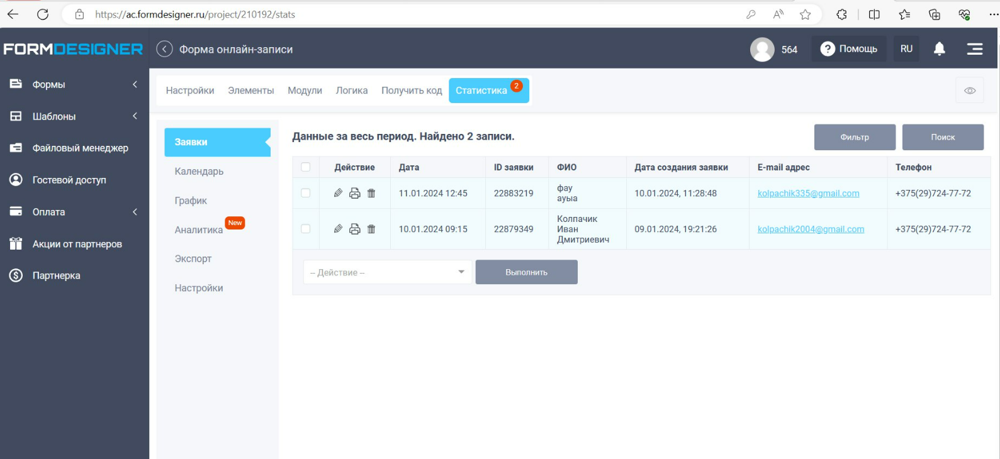 https://ac.formdesigner.ru/project/210192/stats
FORMDESIGNER
Форма онлайн-записи
564
? Помощь
RU
Формы
Шаблоны
Файловый менеджер
Гостевой доступ
Оплата
Акции от партнеров
Партнерка
Настройки Элементы Модули Логика Получить код Статистика 2
Заявки
Календарь
График
Аналитика New
Экспорт
Настройки
Данные за весь период. Найдено 2 записи.
Фильтр
Поиск
Действие Дата ID заявки ФИО Дата создания заявки E-mail адрес Телефон
11.01.2024 12:45 22883219 фау ауыа 10.01.2024, 11:28:48 kolpachik335@gmail.com +375(29)724-77-72
10.01.2024 09:15 22879349 Колпачик Иван Дмитриевич 09.01.2024, 19:21:26 kolpachik2004@gmail.com +375(29)724-77-72
-- Действие --
Выполнить